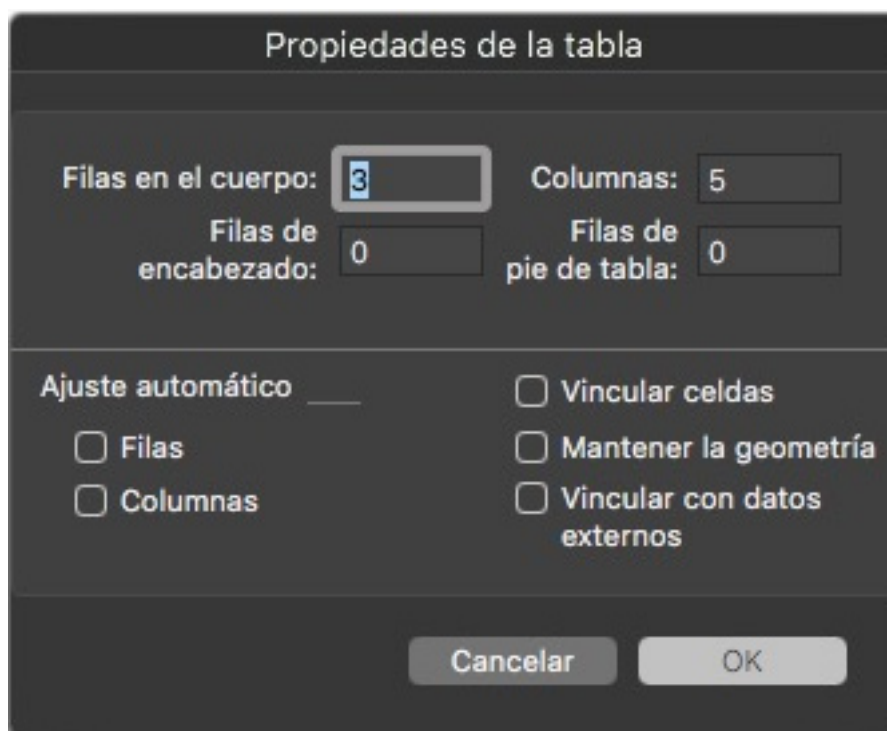 Propiedades de la tabla
Filas en el cuerpo: 3 Columnas: 5
Filas de encabezado: 0 Filas de pie de tabla: 0
Ajuste automático
Filas
Columnas
Vincular celdas
Mantener la geometría
Vincular con datos
externos
Cancelar OK